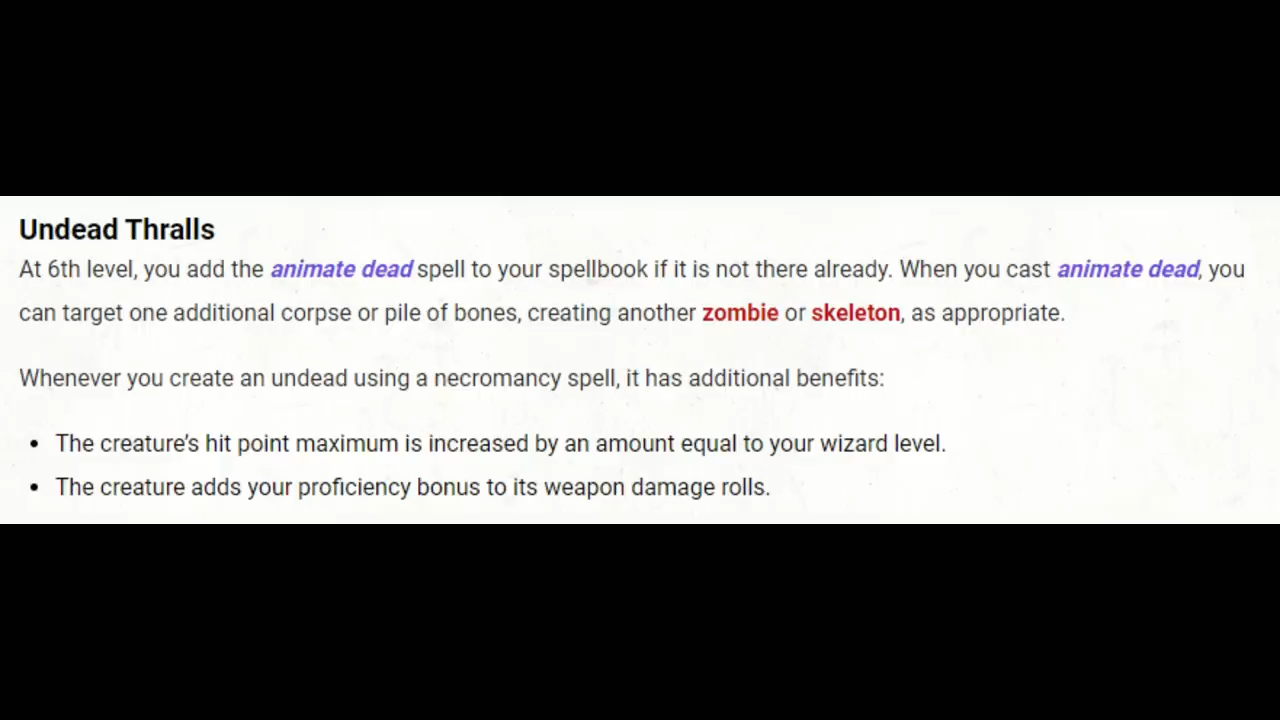 Undead Thralls
At 6th level, you add the animate dead spell to your spellbook if it is not there already. When you cast animate dead, you
can target one additional corpse or pile of bones, creating another zombie or skeleton, as appropriate.
Whenever you create an undead using a necromancy spell, it has additional benefits:
• The creature’s hit point maximum is increased by an amount equal to your wizard level.
• The creature adds your proficiency bonus to its weapon damage rolls.